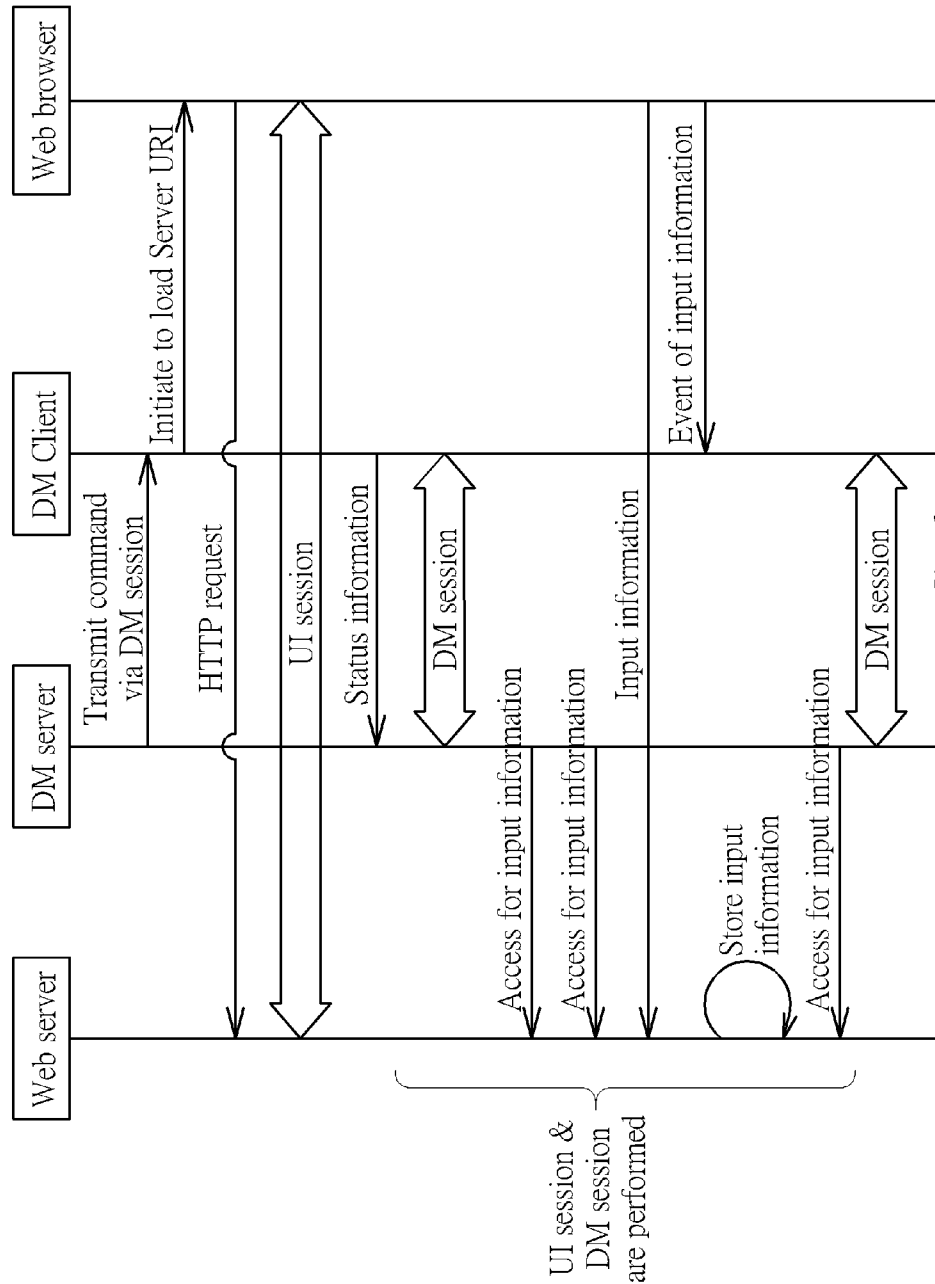 Web server
DM server
DM Client
Web browser
Transmit command
via DM session
Initiate to load Server URI
HTTP request
UI session
Status information
DM session
Access for input information
Access for input information
Input information
Event of input information
Store input
information
Access for input information
DM session
UI session &
DM session
are performed